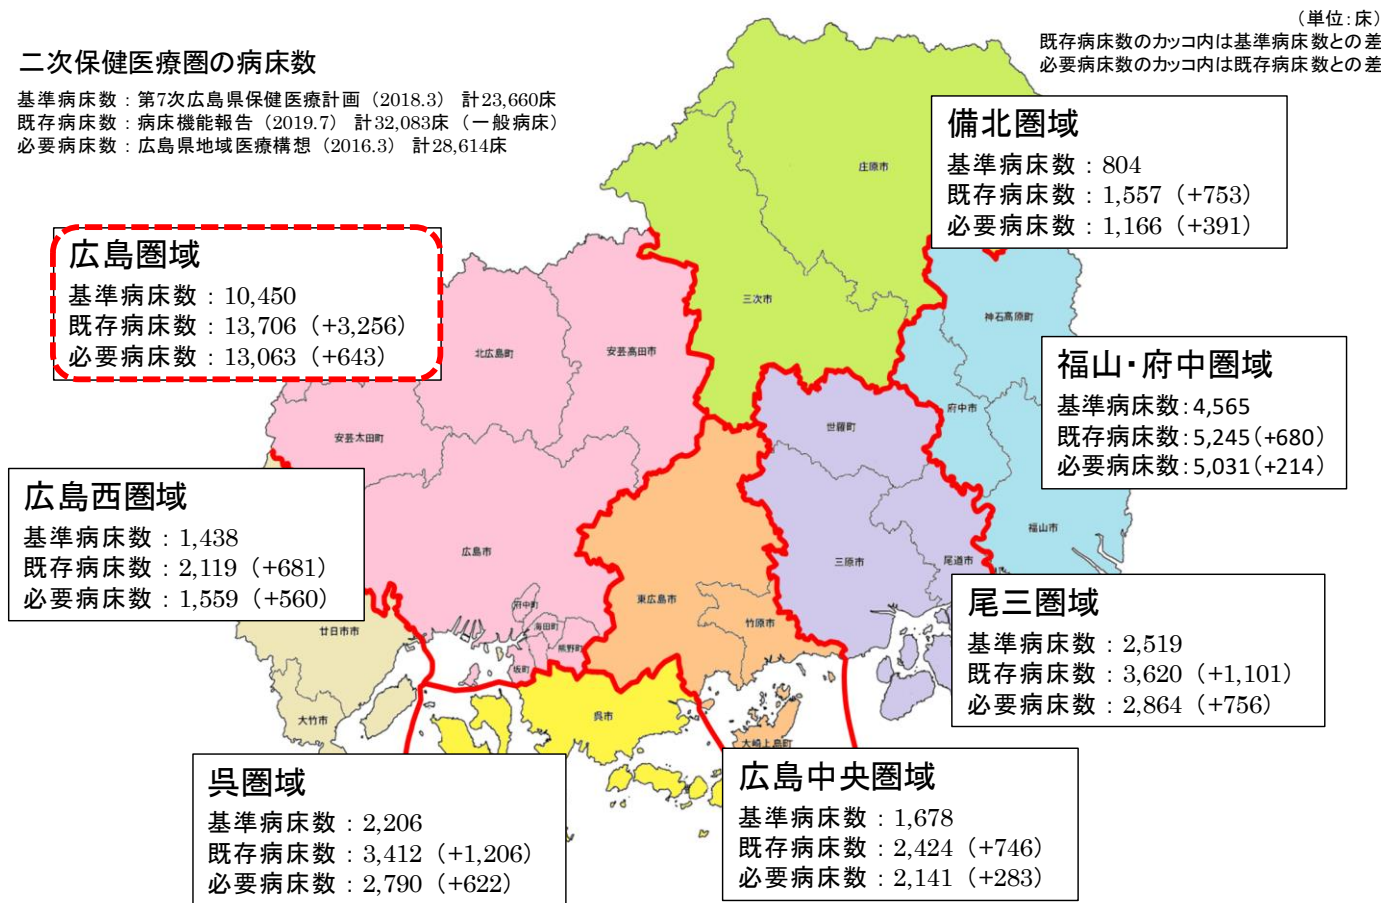 （単位：床）
既存病床数のカッコ内は基準病床数との差
必要病床数のカッコ内は既存病床数との差
二次保健医療圏の病床数
基準病床数：第7次広島県保健医療計画（2018.3）計23,660床
既存病床数：病床機能報告（2019.7）計32,083床（一般病床）
必要病床数：広島県地域医療構想（2016.3）計28,614床
備北圏域
基準病床数：804
既存病床数：1,557（+753）
必要病床数：1,166（+391）
庄原市
三次市
広島圏域
基準病床数：10,450
既存病床数：13,706（+3,256）
必要病床数：13,063（+643）
北広島町
安芸高田市
安芸太田町
広島市
府中町
海田町
熊野町
坂町
神石高原町
府中市
福山市
福山・府中圏域
基準病床数：4,565
既存病床数：5,245（+680）
必要病床数：5,031（+214）
世羅町
三原市
尾道市
広島西圏域
基準病床数：1,438
既存病床数：2,119（+681）
必要病床数：1,559（+560）
廿日市市
大竹市
東広島市
竹原市
大崎上島町
尾三圏域
基準病床数：2,519
既存病床数：3,620（+1,101）
必要病床数：2,864（+756）
呉市
呉圏域
基準病床数：2,206
既存病床数：3,412（+1,206）
必要病床数：2,790（+622）
広島中央圏域
基準病床数：1,678
既存病床数：2,424（+746）
必要病床数：2,141（+283）